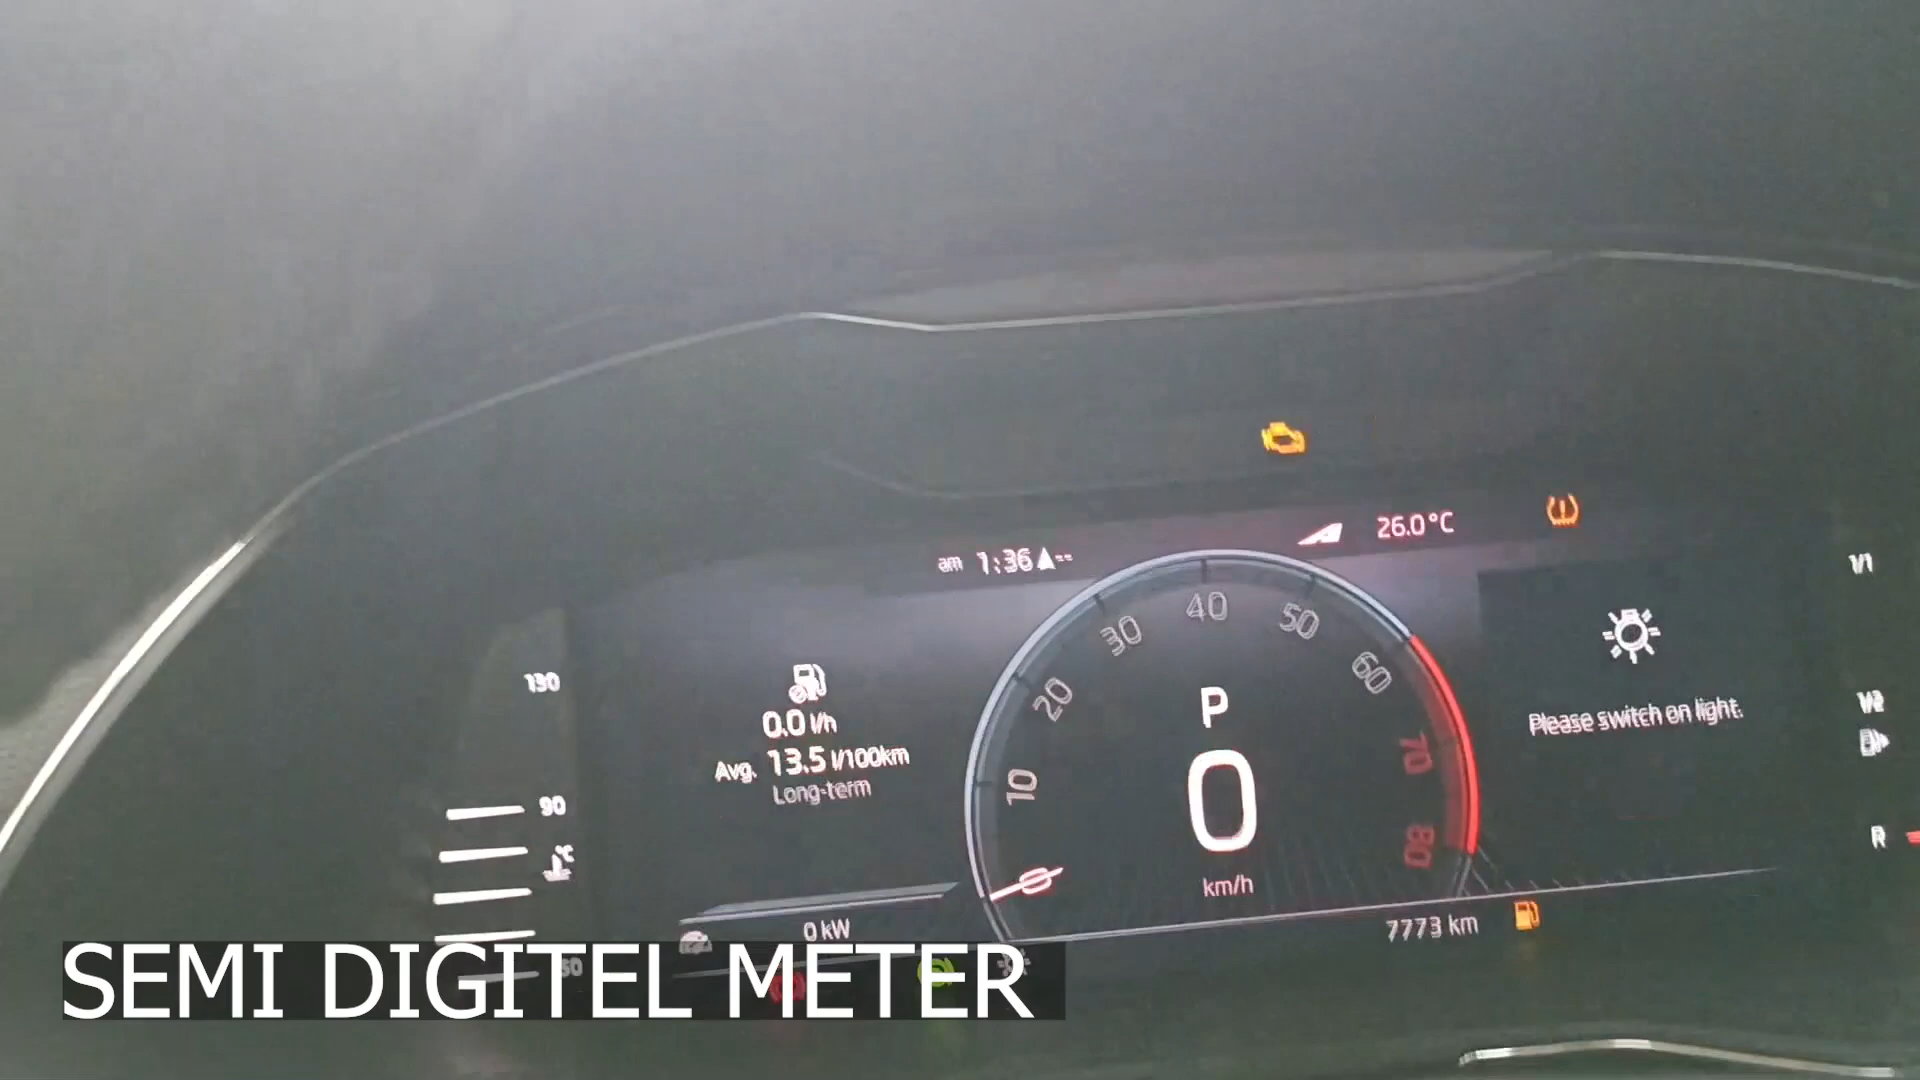 26.0°C
am 1:36 --
1/1
40
30
50
20
60
130
P
0.0 l/h
Avg. 13.5 l/100km
Long-term
Please switch on light.
1/2
10
70
0
80
90
°C
0
km/h
R
0 kW
7773 km
SEMI DIGITEL METER